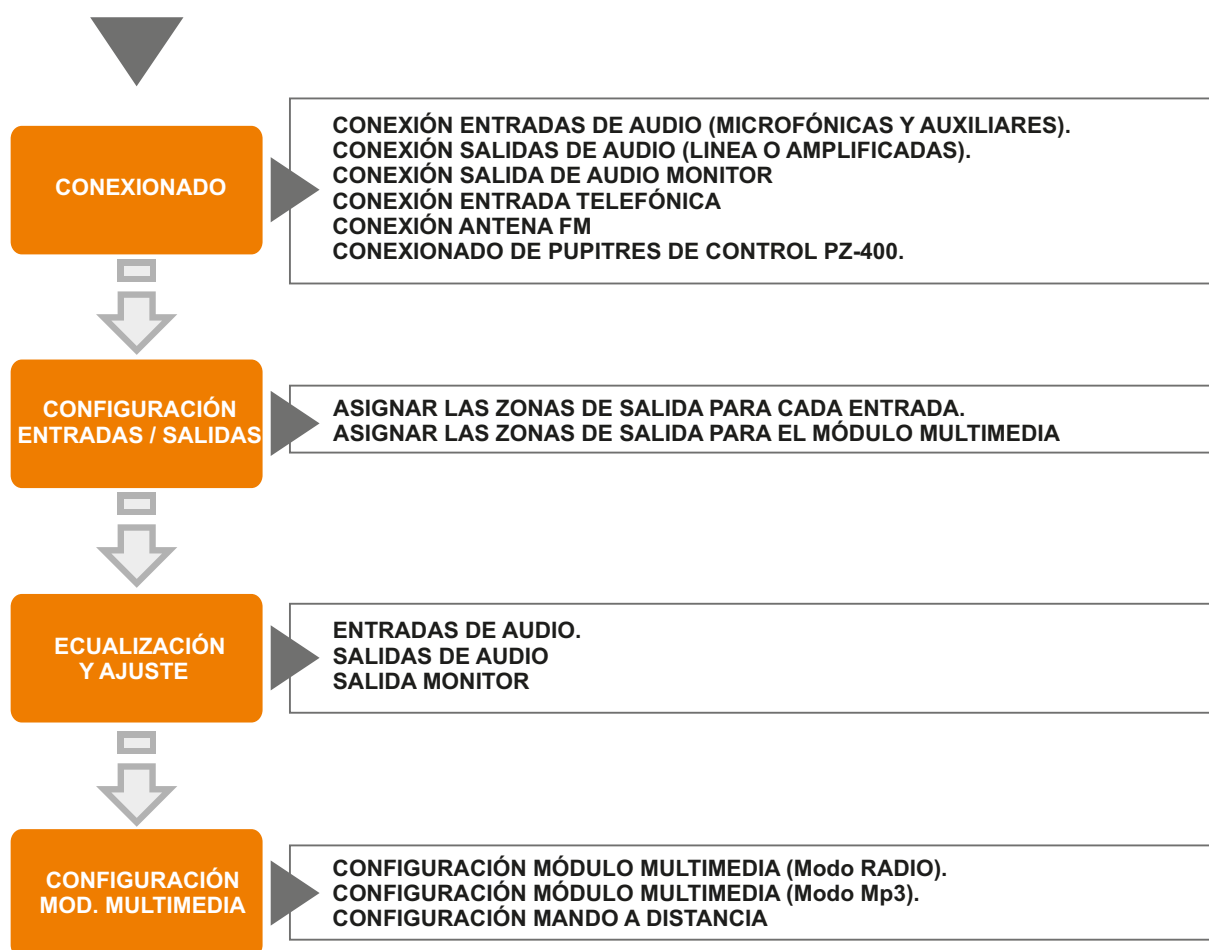 CONEXIONADO
CONEXIÓN ENTRADAS DE AUDIO (MICROFÓNICAS Y AUXILIARES).
CONEXIÓN SALIDAS DE AUDIO (LINEA O AMPLIFICADAS).
CONEXIÓN SALIDA DE AUDIO MONITOR
CONEXIÓN ENTRADA TELEFÓNICA
CONEXIÓN ANTENA FM
CONEXIONADO DE PUPITRES DE CONTROL PZ-400.
CONFIGURACIÓN
ENTRADAS / SALIDAS
ASIGNAR LAS ZONAS DE SALIDA PARA CADA ENTRADA.
ASIGNAR LAS ZONAS DE SALIDA PARA EL MÓDULO MULTIMEDIA
ECUALIZACIÓN
Y AJUSTE
ENTRADAS DE AUDIO.
SALIDAS DE AUDIO
SALIDA MONITOR
CONFIGURACIÓN
MOD. MULTIMEDIA
CONFIGURACIÓN MÓDULO MULTIMEDIA (Modo RADIO).
CONFIGURACIÓN MÓDULO MULTIMEDIA (Modo Mp3).
CONFIGURACIÓN MANDO A DISTANCIA